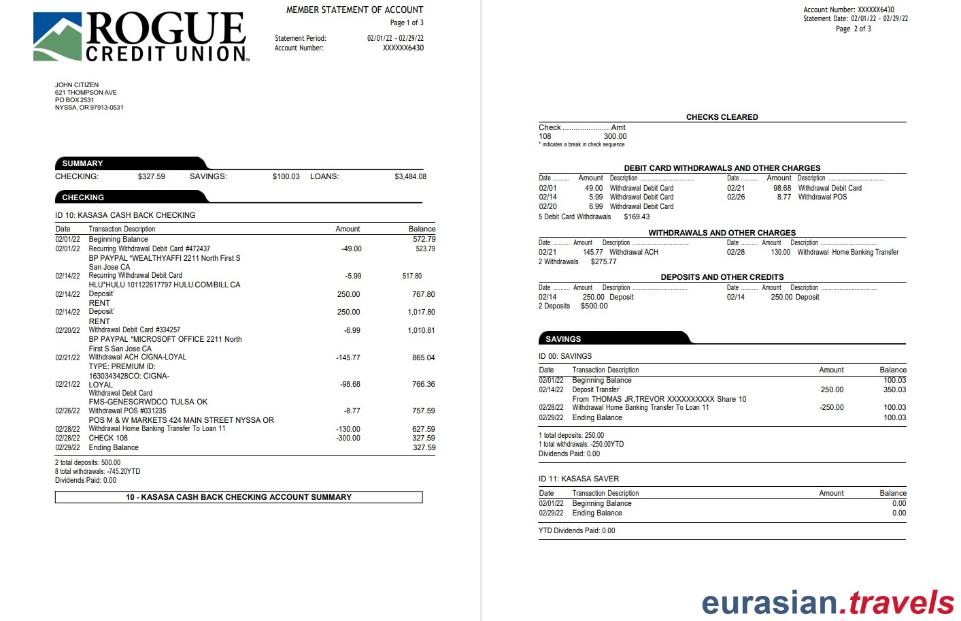 ROGUE
CREDIT UNION
MEMBER STATEMENT OF ACCOUNT
Page 1 of 3
Statement Period: 02/01/22 - 02/29/22
Account Number: XXXXXX6430
JOHN CITIZEN
621 THOMPSON AVE
PO BOX 2531
NYSSA, OR 97913-0531
SUMMARY
CHECKING: $327.59 SAVINGS: $100.03 LOANS: $3,484.08
CHECKING
ID 10: KASASA CASH BACK CHECKING
Date Transaction Description Amount Balance
02/01/22 Beginning Balance 572.79
02/01/22 Recurring Withdrawal Debit Card #472437 -49.00 523.79
BP PAYPAL *WEALTHYAFFI 2211 North First S
San Jose CA
02/14/22 Recurring Withdrawal Debit Card -5.99 517.80
HLU*HULU 101122617797 HULU.COM/BILL CA
02/14/22 Deposit` 250.00 767.80
RENT
02/14/22 Deposit` 250.00 1,017.80
RENT
02/20/22 Withdrawal Debit Card #334257 -6.99 1,010.81
BP PAYPAL *MICROSOFT OFFICE 2211 North
First S San Jose CA
02/21/22 Withdrawal ACH CIGNA-LOYAL -145.77 865.04
TYPE: PREMIUM ID:
1630343428CO: CIGNA-
02/21/22 LOYAL -98.68 766.36
Withdrawal Debit Card
FMS-GENESCRWDCO TULSA OK
02/26/22 Withdrawal POS #031235 -8.77 757.59
POS M & W MARKETS 424 MAIN STREET NYSSA OR
02/28/22 Withdrawal Home Banking Transfer To Loan 11 -130.00 627.59
02/28/22 CHECK 108 -300.00 327.59
02/29/22 Ending Balance 327.59
2 total deposits: 500.00
8 total withdrawals: -745.20YTD
Dividends Paid: 0.00
10 - KASASA CASH BACK CHECKING ACCOUNT SUMMARY
Account Number: XXXXXX6430
Statement Date: 02/01/22 - 02/29/22
Page 2 of 3
CHECKS CLEARED
Check ......................Amt
108 300.00
* indicates a break in check sequence
DEBIT CARD WITHDRAWALS AND OTHER CHARGES
Date ......... Amount Description .................................. Date ......... Amount Description ..................................
02/01 49.00 Withdrawal Debit Card 02/21 98.68 Withdrawal Debit Card
02/14 5.99 Withdrawal Debit Card 02/26 8.77 Withdrawal POS
02/20 6.99 Withdrawal Debit Card
5 Debit Card Withdrawals $169.43
WITHDRAWALS AND OTHER CHARGES
Date ......... Amount Description .................................. Date ......... Amount Description ..................................
02/21 145.77 Withdrawal ACH 02/28 130.00 Withdrawal Home Banking Transfer
2 Withdrawals $275.77
DEPOSITS AND OTHER CREDITS
Date ......... Amount Description .................................. Date ......... Amount Description ..................................
02/14 250.00 Deposit 02/14 250.00 Deposit
2 Deposits $500.00
SAVINGS
ID 00: SAVINGS
Date Transaction Description Amount Balance
02/01/22 Beginning Balance 100.03
02/14/22 Deposit Transfer` 250.00 350.03
From THOMAS JR,TREVOR XXXXXXXXXX Share 10
02/28/22 Withdrawal Home Banking Transfer To Loan 11 -250.00 100.03
02/29/22 Ending Balance 100.03
1 total deposits: 250.00
1 total withdrawals: -250.00YTD
Dividends Paid: 0.00
ID 11: KASASA SAVER
Date Transaction Description Amount Balance
02/01/22 Beginning Balance 0.00
02/29/22 Ending Balance 0.00
YTD Dividends Paid: 0.00
eurasian.travels